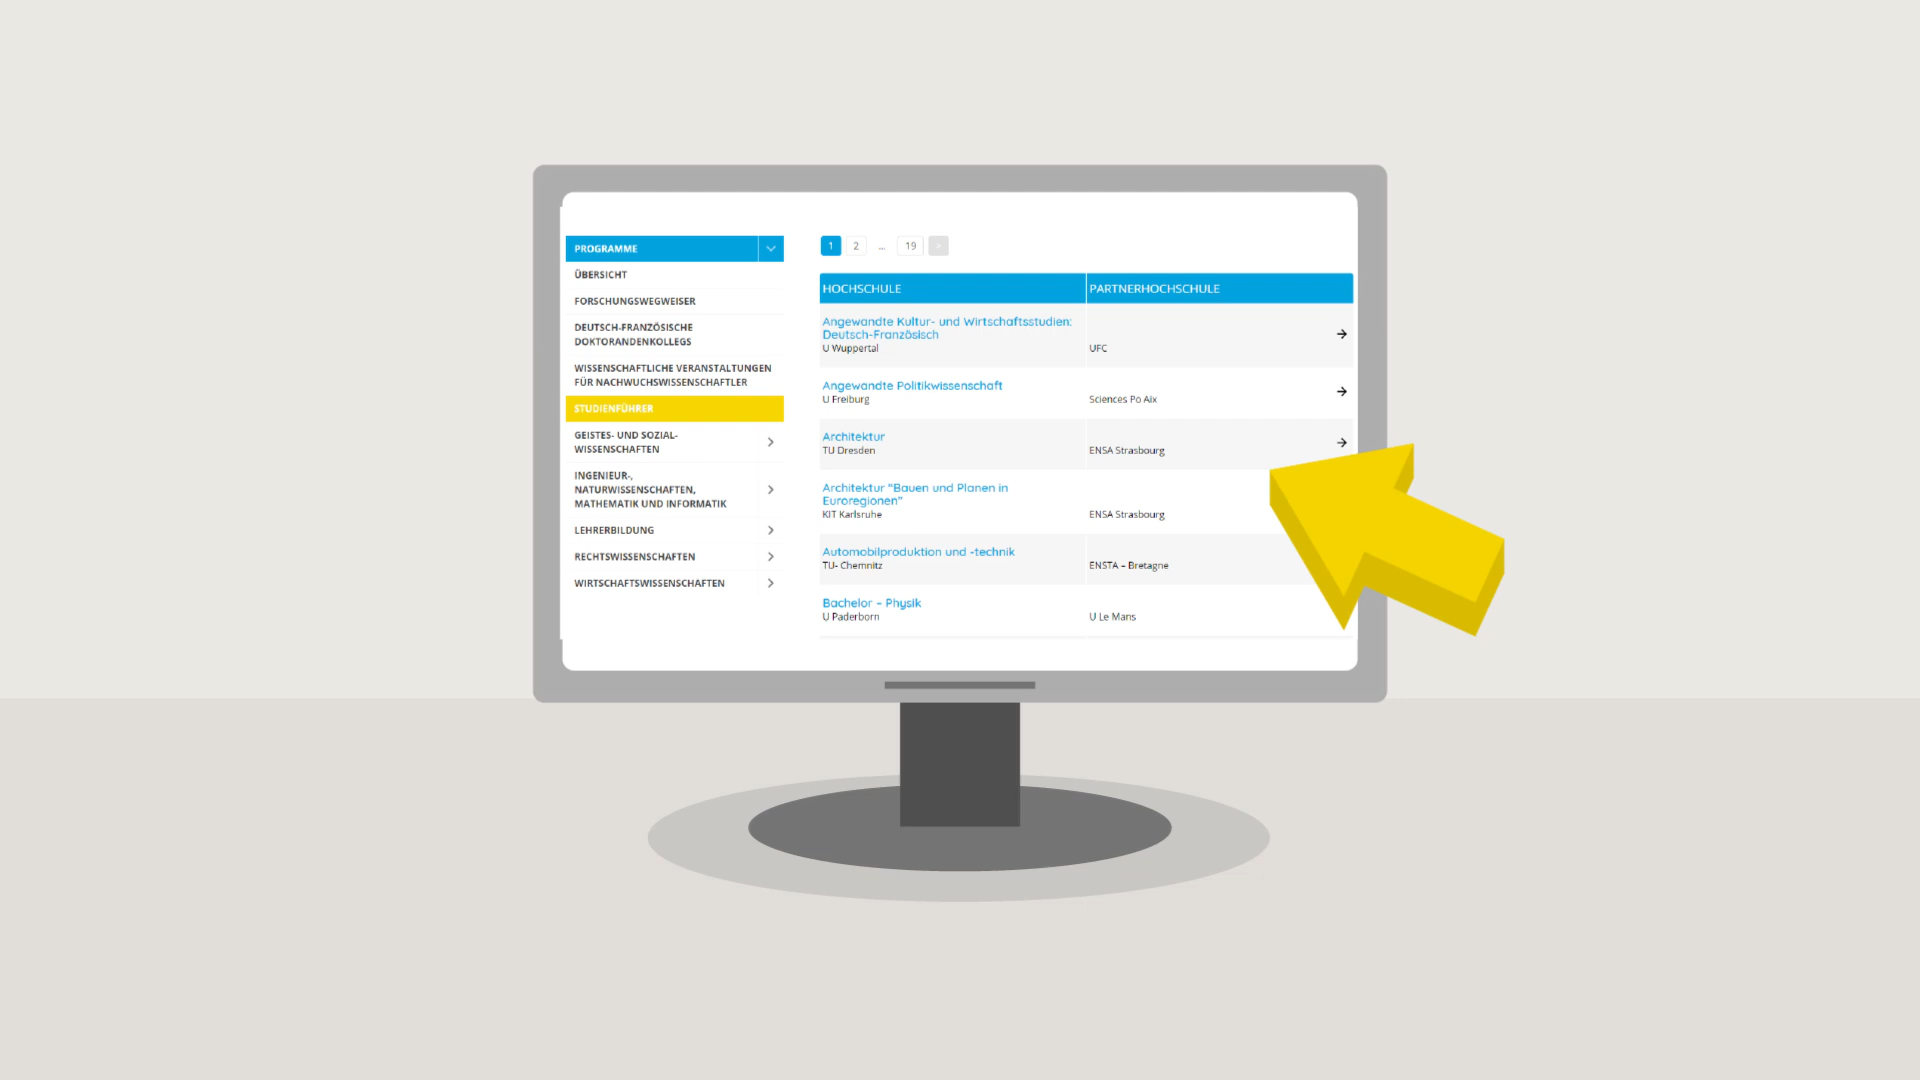 PROGRAMME
ÜBERSICHT
FORSCHUNGSWEGWEISER
DEUTSCH-FRANZÖSISCHE
DOKTORANDENKOLLEGS
WISSENSCHAFTLICHE VERANSTALTUNGEN
FÜR NACHWUCHSWISSENSCHAFTLER
STUDIENFÜHRER
GEISTES- UND SOZIAL-
WISSENSCHAFTEN
INGENIEUR-,
NATURWISSENSCHAFTEN,
MATHEMATIK UND INFORMATIK
LEHRERBILDUNG
RECHTSWISSENSCHAFTEN
WIRTSCHAFTSWISSENSCHAFTEN
1 2 ... 19 >
HOCHSCHULE PARTNERHOCHSCHULE
Angewandte Kultur- und Wirtschaftsstudien:
Deutsch-Französisch
U Wuppertal UFC
Angewandte Politikwissenschaft
U Freiburg Sciences Po Aix
Architektur
TU Dresden ENSA Strasbourg
Architektur "Bauen und Planen in
Euroregionen"
KIT Karlsruhe ENSA Strasbourg
Automobilproduktion und -technik
TU- Chemnitz ENSTA – Bretagne
Bachelor – Physik
U Paderborn U Le Mans